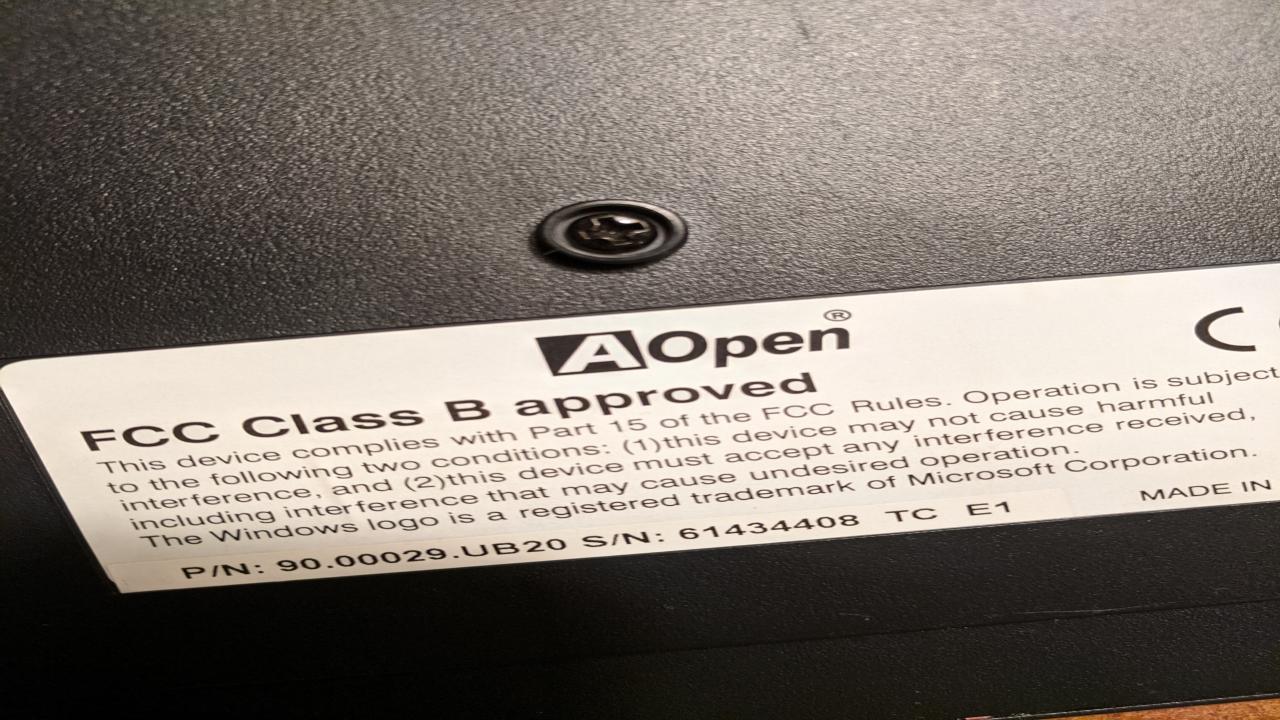 AOpen®
C
FCC Class B approved
This device complies with Part 15 of the FCC Rules. Operation is subject
to the following two conditions: (1)this device may not cause harmful
interference, and (2)this device must accept any interference received,
including interference that may cause undesired operation.
The Windows logo is a registered trademark of Microsoft Corporation.
P/N: 90.00029.UB20 S/N: 61434408 TC E1
MADE IN